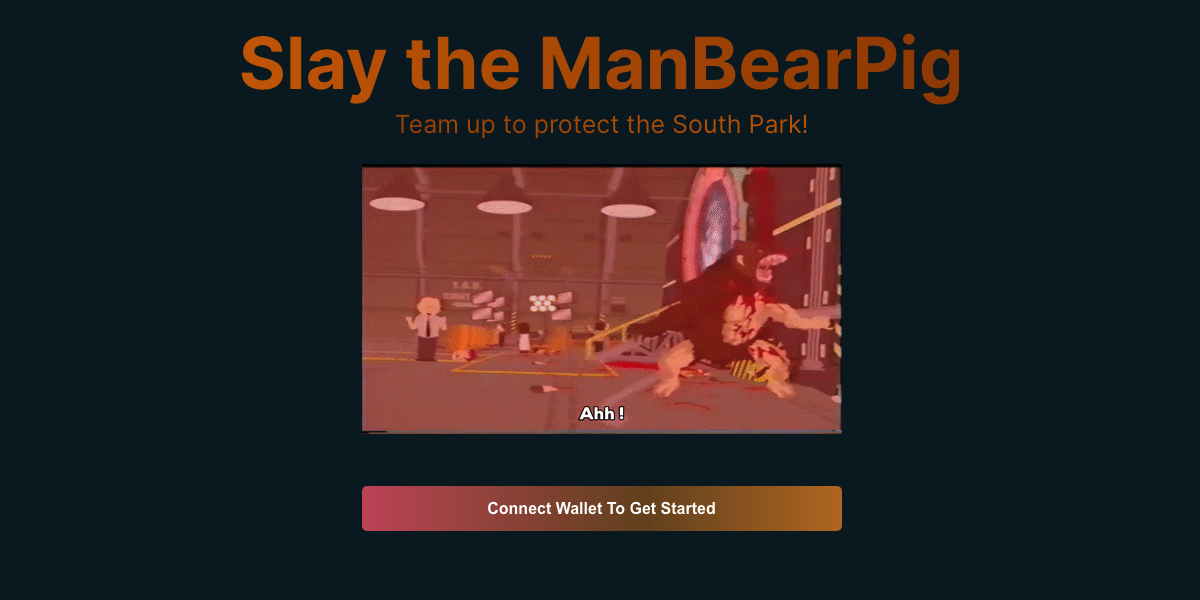 Slay the ManBearPig
Team up to protect the South Park!
Ahh !
Connect Wallet To Get Started